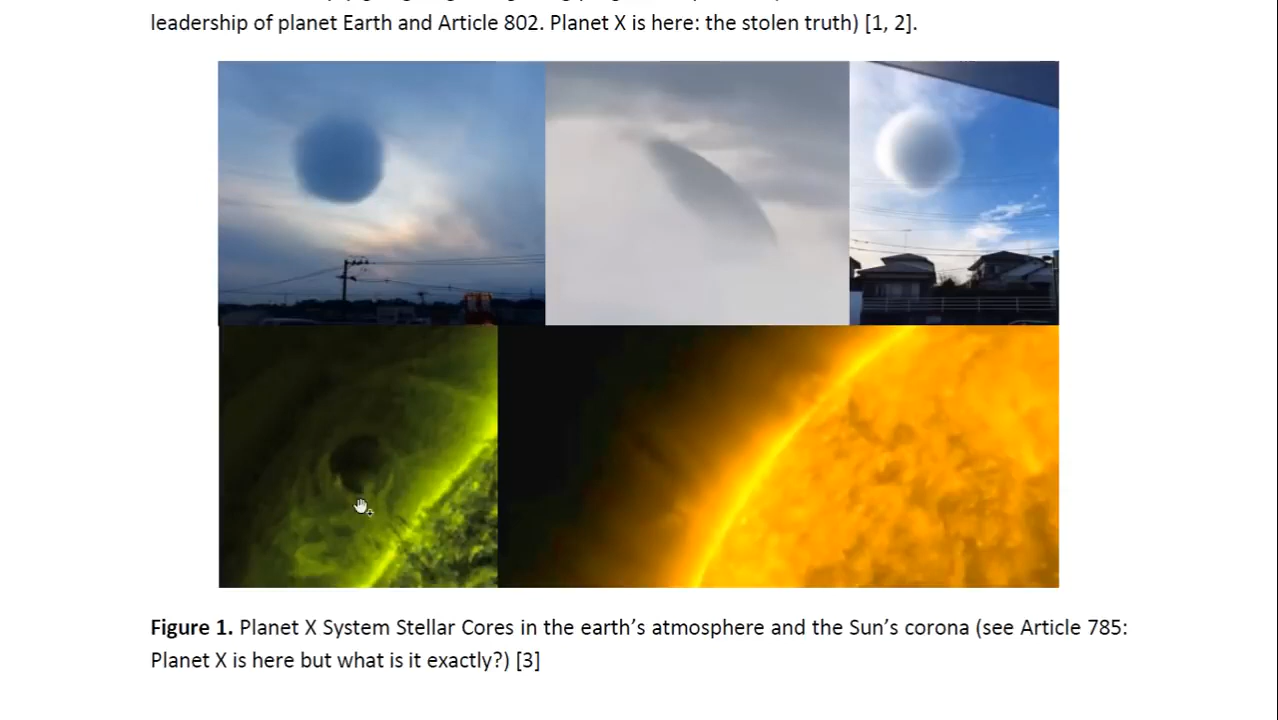 leadership of planet Earth and Article 802. Planet X is here: the stolen truth) [1, 2].
Figure 1. Planet X System Stellar Cores in the earth’s atmosphere and the Sun’s corona (see Article 785:
Planet X is here but what is it exactly?) [3]